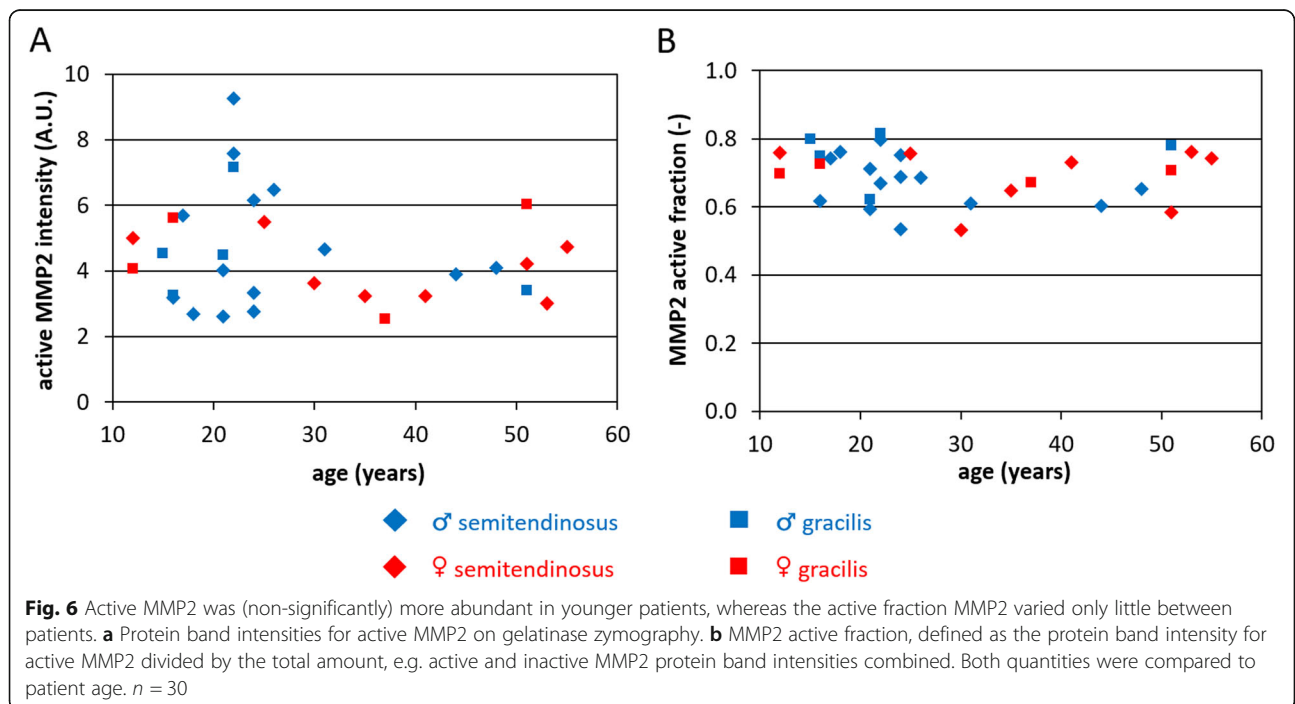 A
active MMP2 intensity (A.U.)
10
8
6
4
2
0
10 20 30 40 50 60
age (years)
B
MMP2 active fraction (-)
1.0
0.8
0.6
0.4
0.2
0.0
10 20 30 40 50 60
age (years)
♂ semitendinosus
♂ gracilis
♀ semitendinosus
♀ gracilis
Fig. 6 Active MMP2 was (non-significantly) more abundant in younger patients, whereas the active fraction MMP2 varied only little between
patients. a Protein band intensities for active MMP2 on gelatinase zymography. b MMP2 active fraction, defined as the protein band intensity for
active MMP2 divided by the total amount, e.g. active and inactive MMP2 protein band intensities combined. Both quantities were compared to
patient age. n = 30